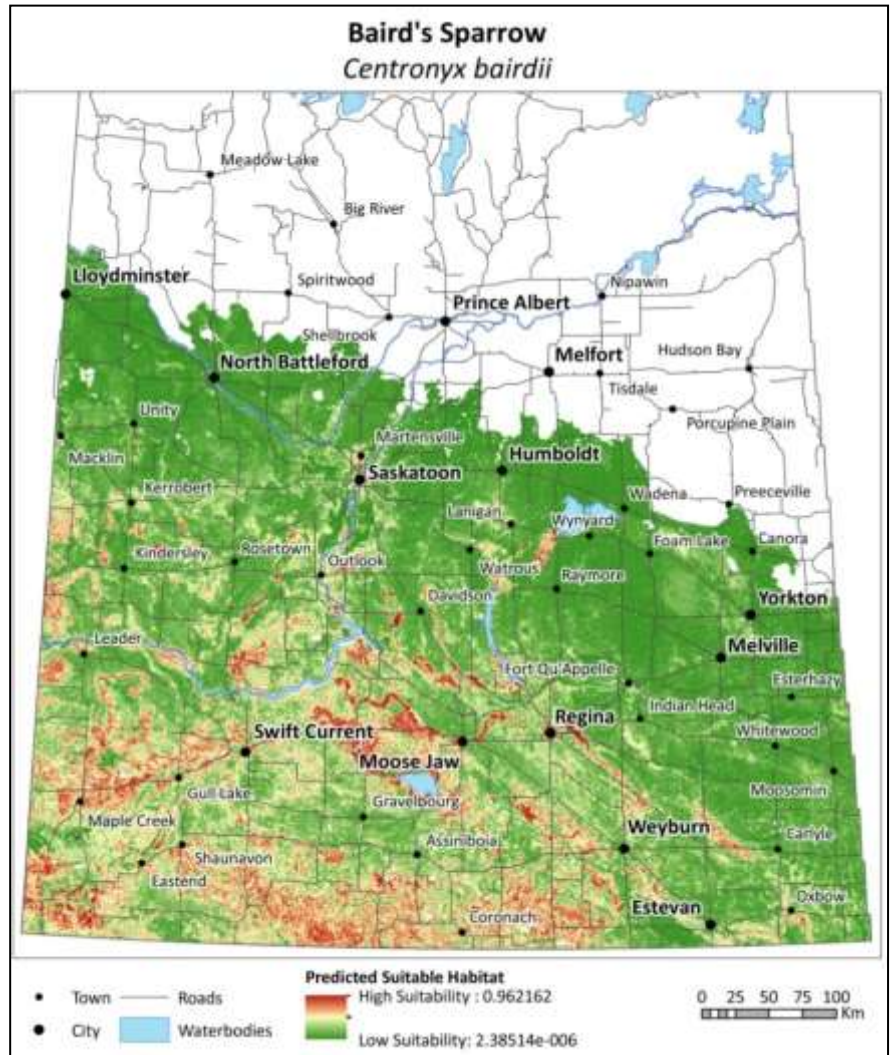 Baird's Sparrow
Centronyx bairdii
Meadow Lake
Big River
Lloydminster
Spiritwood
Nipawin
Prince Albert
Shellbrook
North Battleford
Melfort
Hudson Bay
Tisdale
Unity
Porcupine Plain
Macklin
Martensville
Saskatoon
Humboldt
Kerrobert
Wadena
Preeceville
Lanigan
Wynyard
Kindersley
Rosetown
Outlook
Watrous
Foam Lake
Canora
Raymore
Davidson
Yorkton
Leader
Melville
Fort Qu'Appelle
Esterhazy
Indian Head
Regina
Swift Current
Whitewood
Moose Jaw
Gull Lake
Moosomin
Gravelbourg
Maple Creek
Weyburn
Carlyle
Shaunavon
Assiniboia
Eastend
Estevan
Oxbow
Coronach
Predicted Suitable Habitat
Town
Roads
High Suitability : 0.962162
0 25 50 75 100
Km
City
Waterbodies
Low Suitability: 2.38514e-006